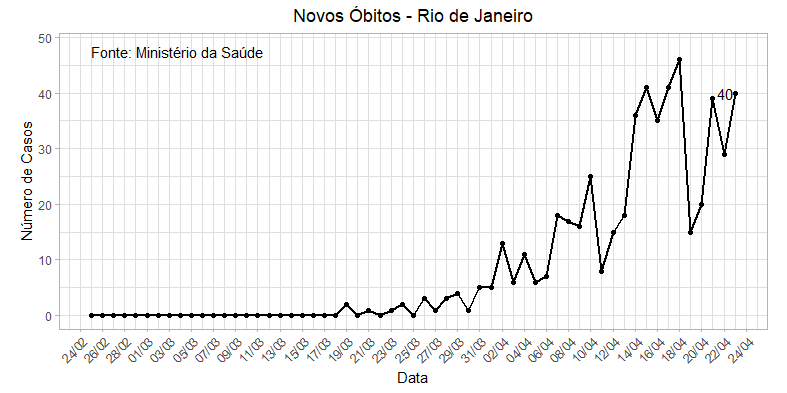 Novos Óbitos - Rio de Janeiro
Fonte: Ministério da Saúde
Número de Casos
50
40
30
20
10
0
40
24/02 26/02 28/02 01/03 03/03 05/03 07/03 09/03 11/03 13/03 15/03 17/03 19/03 21/03 23/03 25/03 27/03 29/03 31/03 02/04 04/04 06/04 08/04 10/04 12/04 14/04 16/04 18/04 20/04 22/04 24/04
Data